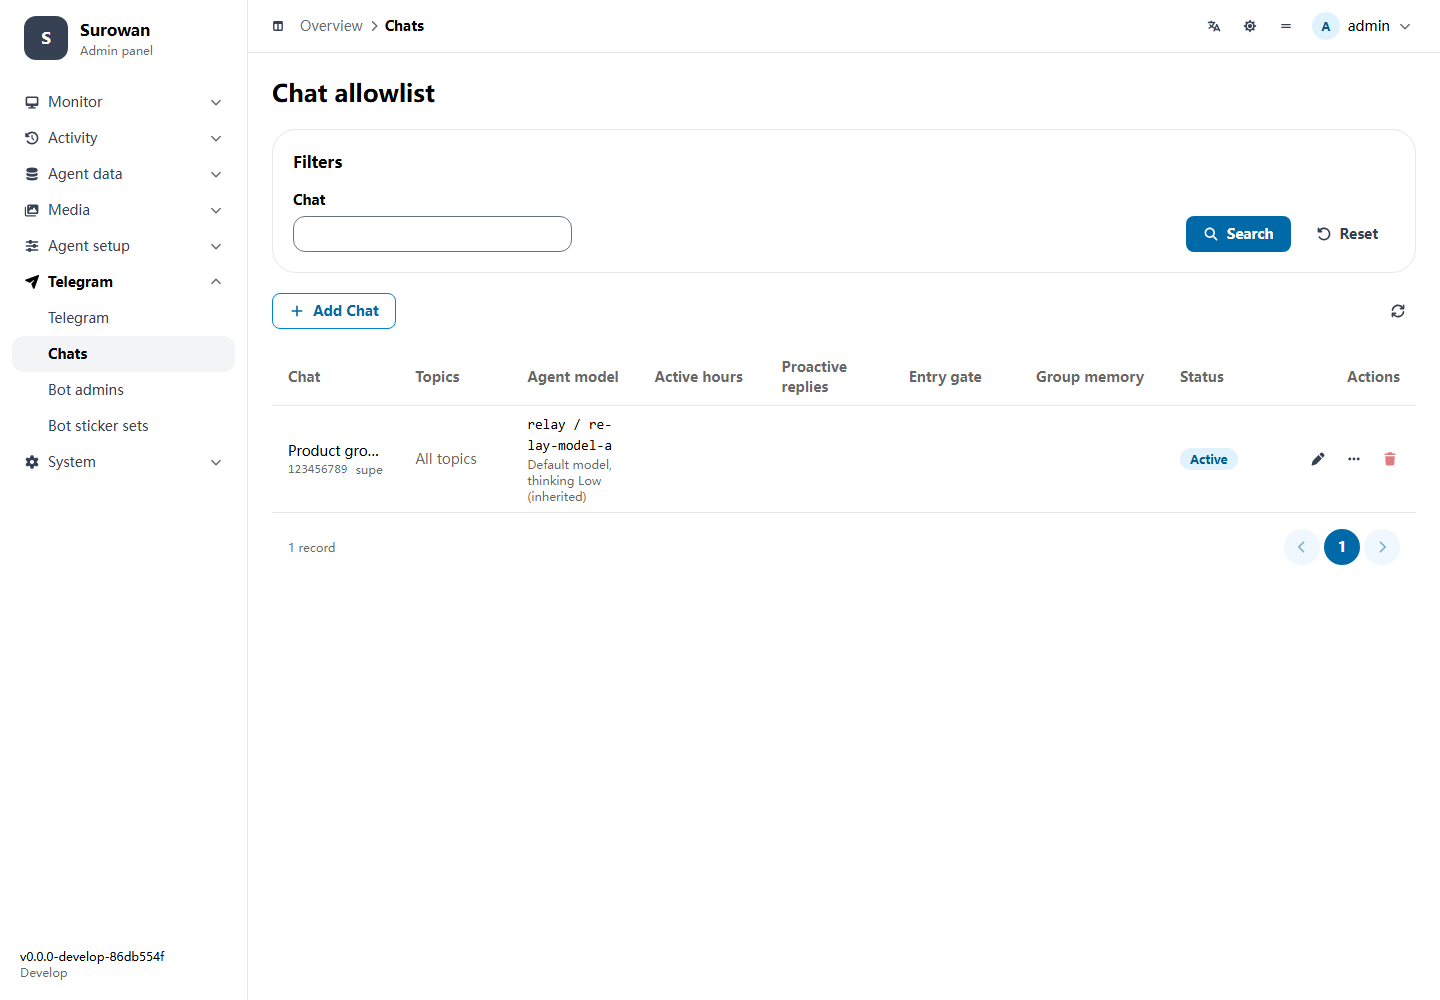 S
Surowan
Admin panel
Monitor
Activity
Agent data
Media
Agent setup
Telegram
Telegram
Chats
Bot admins
Bot sticker sets
System
v0.0.0-develop-86db554f
Develop
Overview > Chats
A admin
Chat allowlist
Filters
Chat
Search
Reset
+ Add Chat
Chat Topics Agent model Active hours Proactive replies Entry gate Group memory Status Actions
Product gro...
123456789 supe
All topics
relay / re-
lay-model-a
Default model,
thinking Low
(inherited)
Active
1 record
1